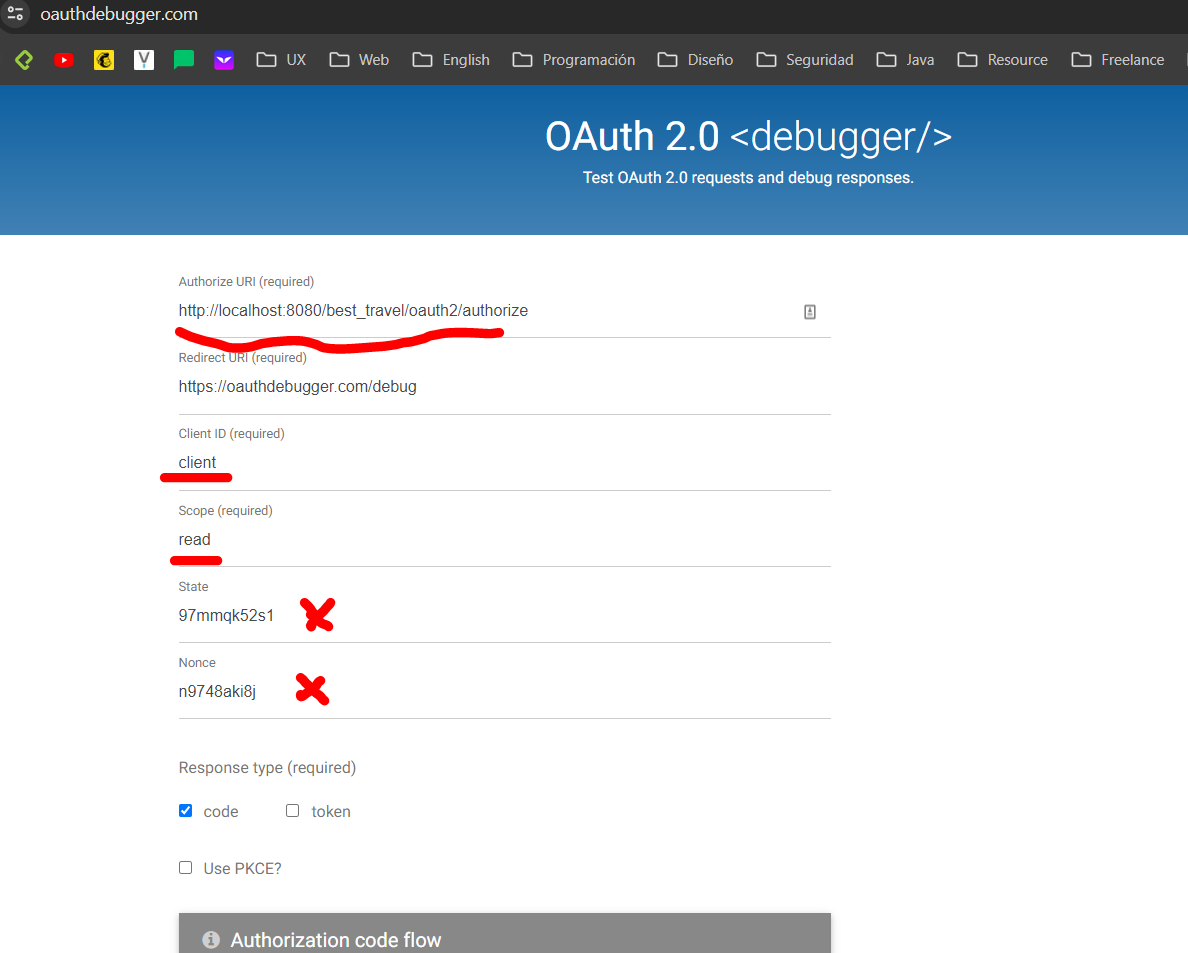 oauthdebugger.com
UX Web English Programación Diseño Seguridad Java Resource Freelance
OAuth 2.0 <debugger/>
Test OAuth 2.0 requests and debug responses.
Authorize URI (required)
http://localhost:8080/best_travel/oauth2/authorize
Redirect URI (required)
https://oauthdebugger.com/debug
Client ID (required)
client
Scope (required)
read
State
97mmqk52s1
Nonce
n9748aki8j
Response type (required)
code token
Use PKCE?
Authorization code flow